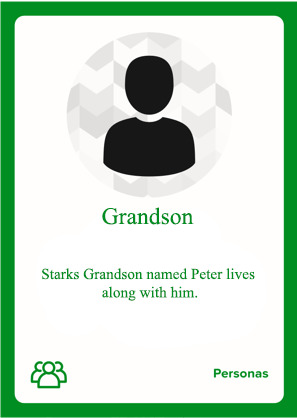 Grandson
Starks Grandson named Peter lives
along with him.
Personas